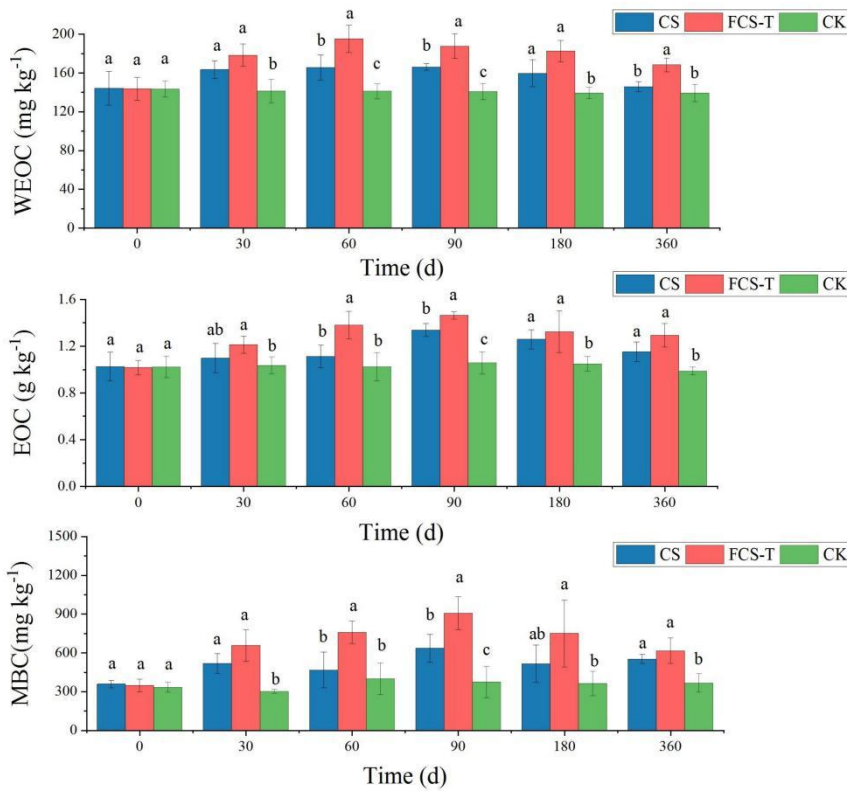 CS FCS-T CK
a a a a a b b a c b a c a a b b a b
200
160
120
80
40
0
WEOC (mg kg-1)
0 30 60 90 180 360
Time (d)
CS FCS-T CK
a a a ab a b b a b b a c a a b a a b
1.6
1.2
0.8
0.4
0.0
EOC (g kg-1)
0 30 60 90 180 360
Time (d)
CS FCS-T CK
a a a a a b b a b b a c ab a b a a b
1500
1200
900
600
300
0
MBC(mg kg-1)
0 30 60 90 180 360
Time (d)